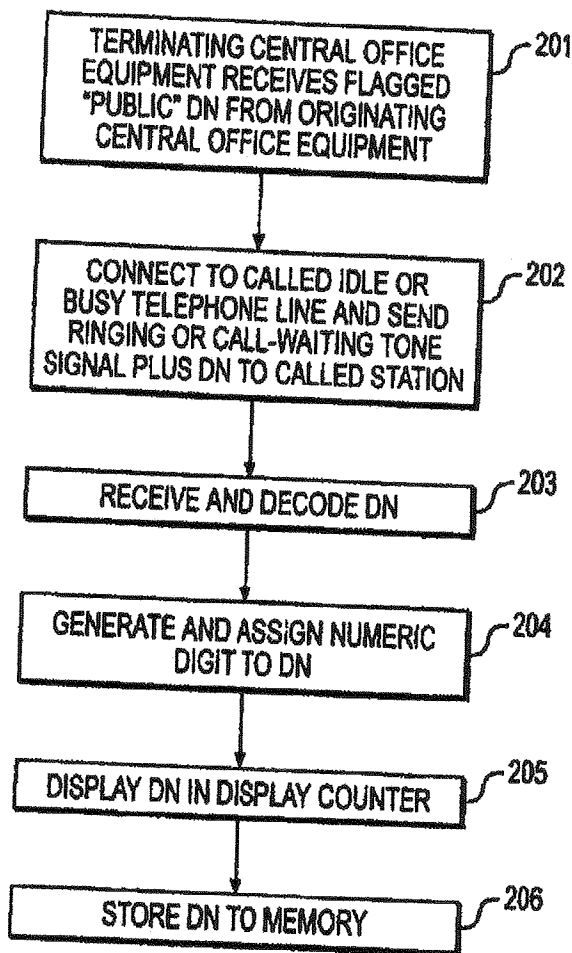 TERMINATING CENTRAL OFFICE
EQUIPMENT RECEIVES FLAGGED
"PUBLIC" DN FROM ORIGINATING
CENTRAL OFFICE EQUIPMENT
201
CONNECT TO CALLED IDLE OR
BUSY TELEPHONE LINE AND SEND
RINGING OR CALL-WAITING TONE
SIGNAL PLUS DN TO CALLED STATION
202
RECEIVE AND DECODE DN
203
GENERATE AND ASSIGN NUMERIC
DIGIT TO DN
204
DISPLAY DN IN DISPLAY COUNTER
205
STORE DN TO MEMORY
206